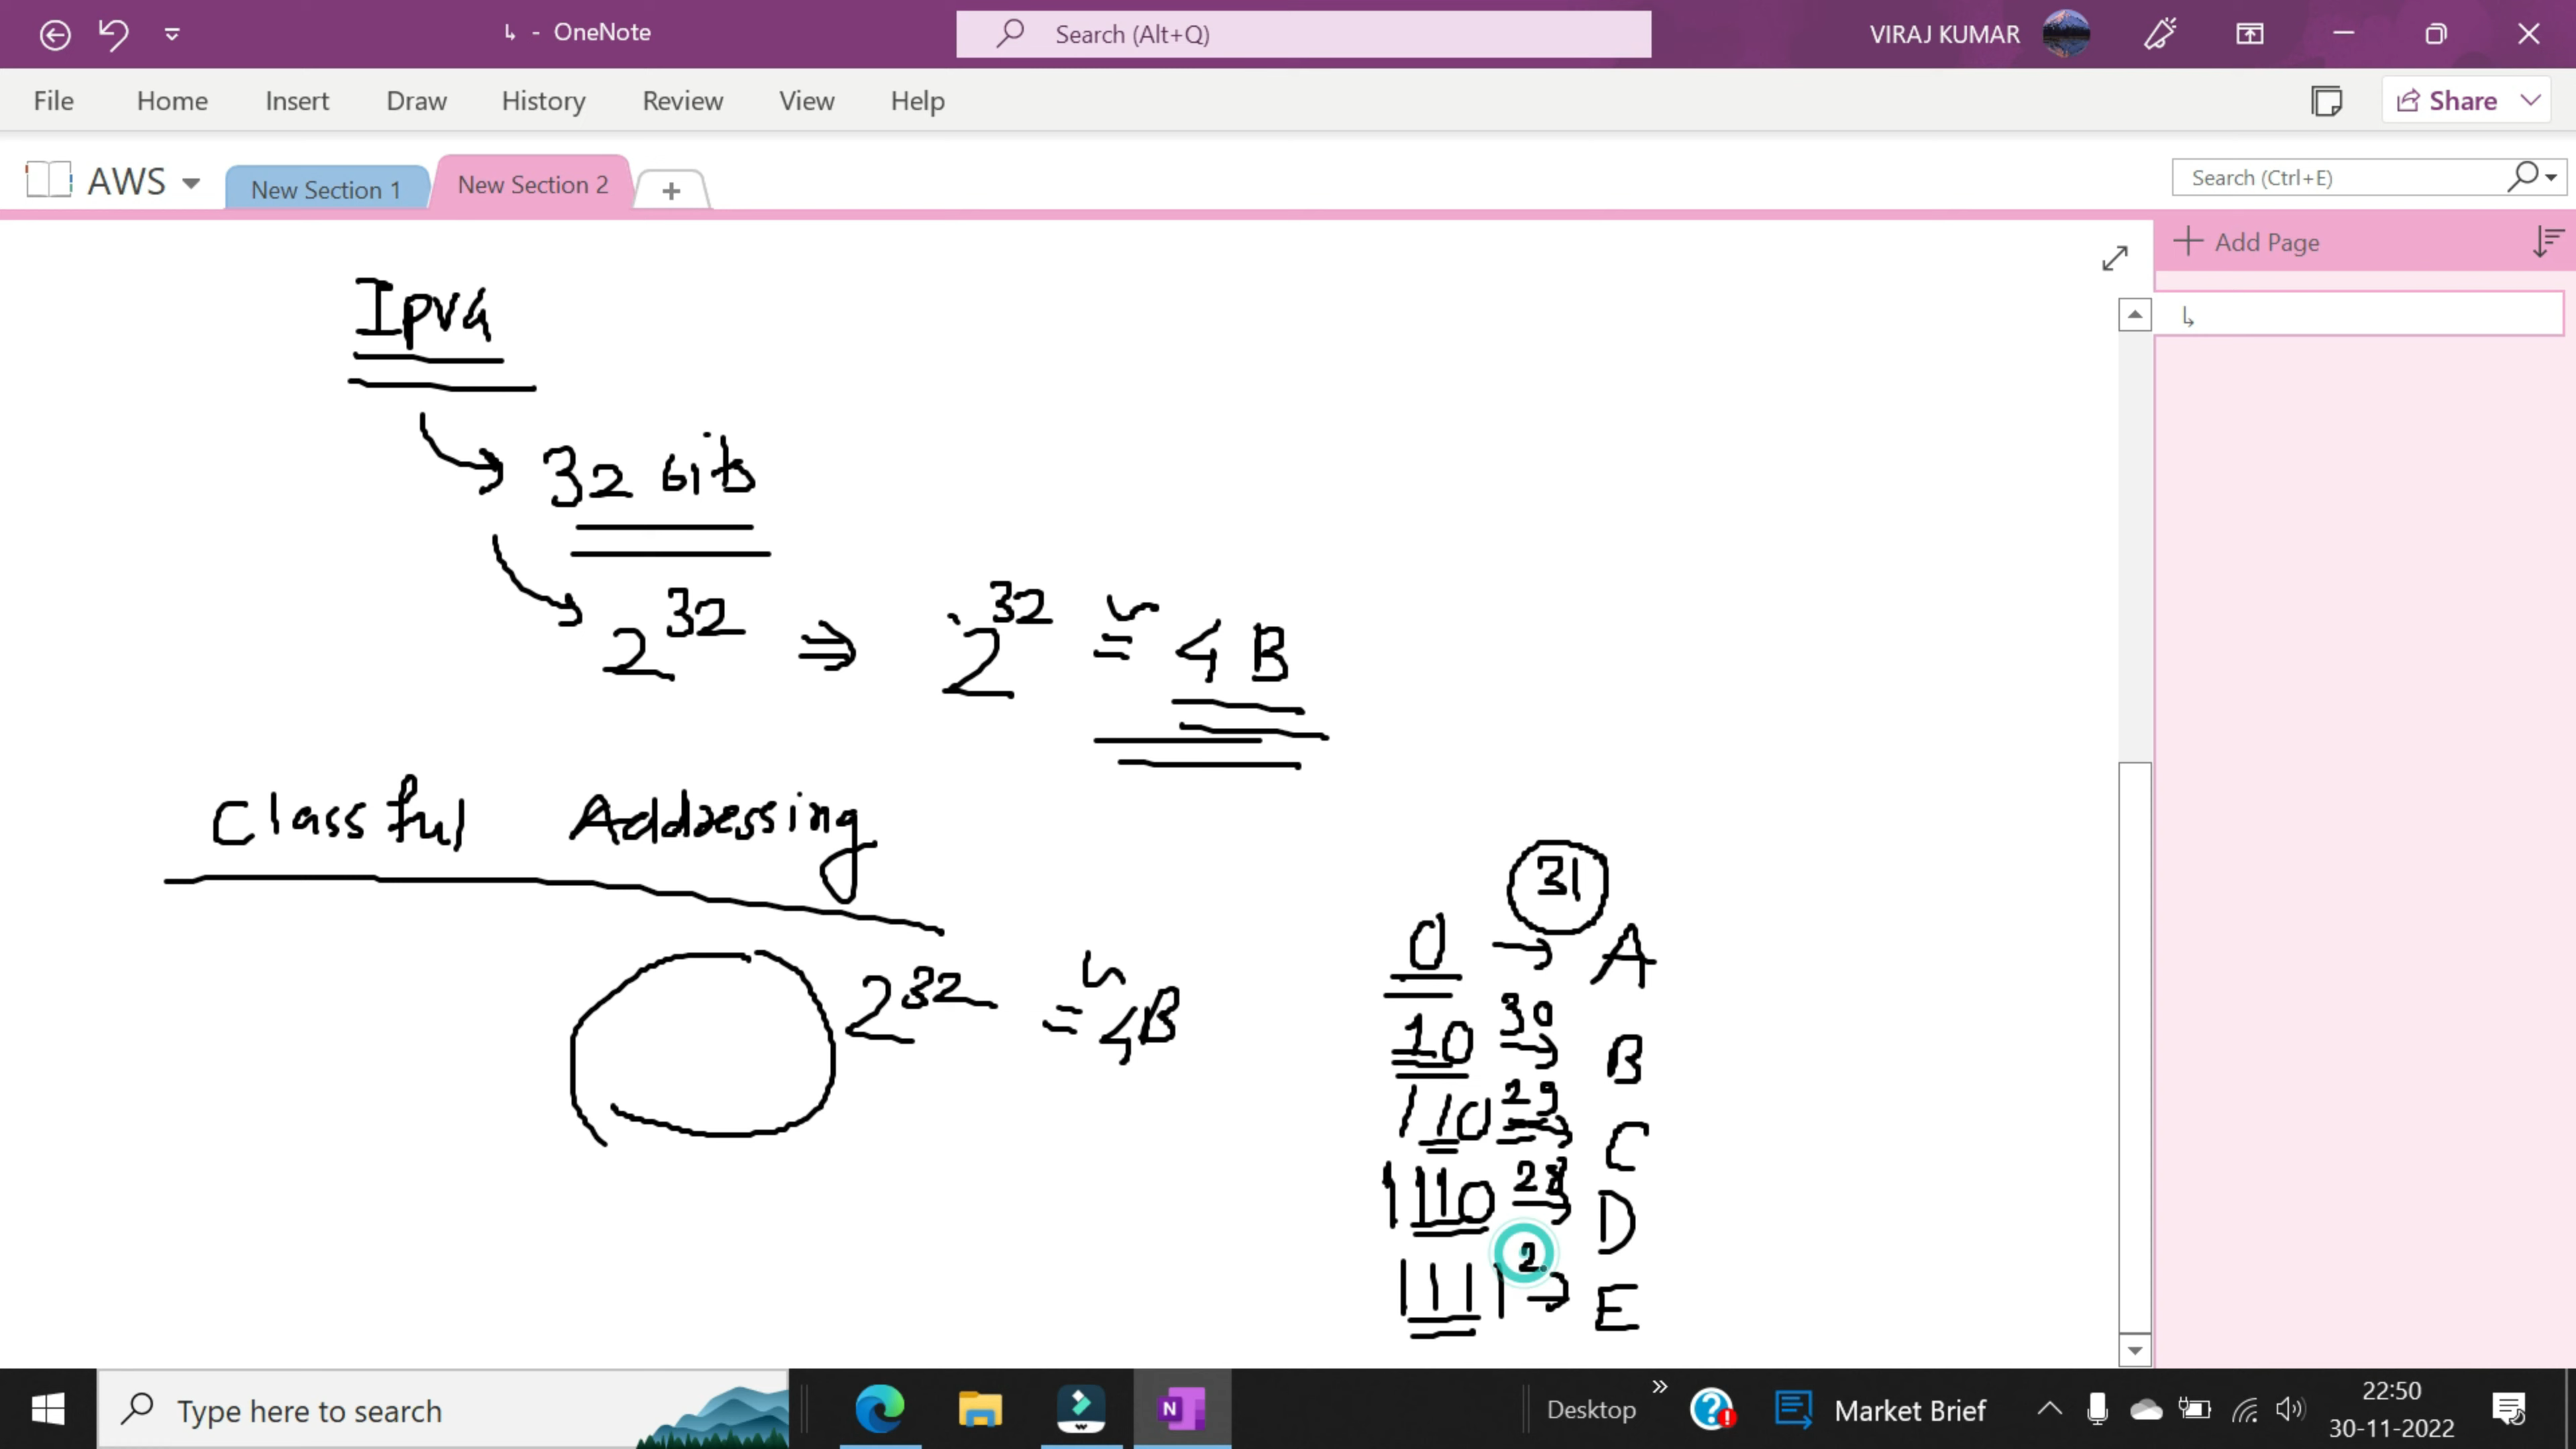 ↳ - OneNote
Search (Alt+Q)
VIRAJ KUMAR
File Home Insert Draw History Review View Help
Share
AWS New Section 1 New Section 2 +
Search (Ctrl+E)
Add Page
↳
Ipv4
32 bits
2^32 ⇒ 2^32 ≅ 4 B
Classful Addressing
2^32 ≅ 4B
31
0 → A
30
10 → B
29
110 → C
28
1110 → D
2
1111 → E
Type here to search
Desktop
Market Brief
22:50
30-11-2022